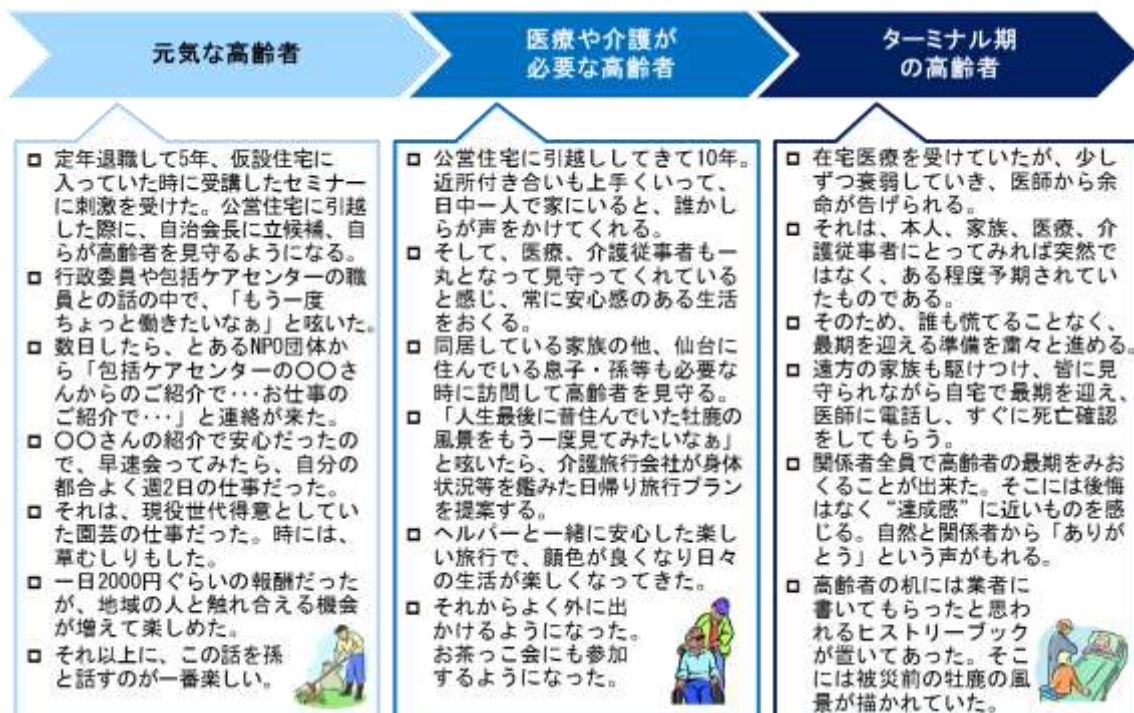 元気な高齢者
医療や介護が
必要な高齢者
ターミナル期
の高齢者
□ 定年退職して5年、仮設住宅に
入っていた時に受講したセミナー
に刺激を受けた。公営住宅に引越
した際に、自治会長に立候補、自
らが高齢者を見守るようになる。
□ 行政委員や包括ケアセンターの職
員との話の中で、「もう一度
ちょっと働きたいなぁ」と呟いた。
□ 数日したら、とあるNPO団体か
ら「包括ケアセンターの〇〇さ
んからのご紹介で・・・お仕事の
ご紹介で・・・」と連絡が来た。
□ 〇〇さんの紹介で安心だったの
で、早速会ってみたら、自分の
都合よく週2日の仕事だった。
□ それは、現役世代得意としてい
た園芸の仕事だった。時には、
草むしりもした。
□ 一日2000円ぐらいの報酬だった
が、地域の人と触れ合える機会
が増えて楽しめた。
□ それ以上に、この話を孫
と話すのが一番楽しい。
□ 公営住宅に引越ししてきて10年。
近所付き合いも上手くいって、
日中一人で家にいると、誰かし
らが声をかけてくれる。
□ そして、医療、介護従事者も一
丸となって見守ってくれている
と感じ、常に安心感のある生活
をおくる。
□ 同居している家族の他、仙台に
住んでいる息子・孫等も必要な
時に訪問して高齢者を見守る。
□ 「人生最後に昔住んでいた牡鹿の
風景をもう一度見てみたいなぁ」
と呟いたら、介護旅行会社が身体
状況等を鑑みた日帰り旅行プラン
を提案する。
□ ヘルパーと一緒に安心した楽し
い旅行で、顔色が良くなり日々
の生活が楽しくなってきた。
□ それからよく外に出
かけるようになった。
お茶っこ会にも参加
するようになった。
□ 在宅医療を受けていたが、少し
ずつ衰弱していき、医師から余
命が告げられる。
□ それは、本人、家族、医療、介
護従事者にとってみれば突然で
はなく、ある程度予期されてい
たものである。
□ そのため、誰も慌てることなく、
最期を迎える準備を粛々と進める。
□ 遠方の家族も駆けつけ、皆に見
守られながら自宅で最期を迎え、
医師に電話し、すぐに死亡確認
をしてもらう。
□ 関係者全員で高齢者の最期をみお
くることが出来た。そこには後悔
はなく“達成感”に近いものを感
じる。自然と関係者から「ありが
とう」という声がもれる。
□ 高齢者の机には業者に
書いてもらったと思わ
れるヒストリーブック
が置いてあった。そこ
には被災前の牡鹿の風
景が描かれていた。